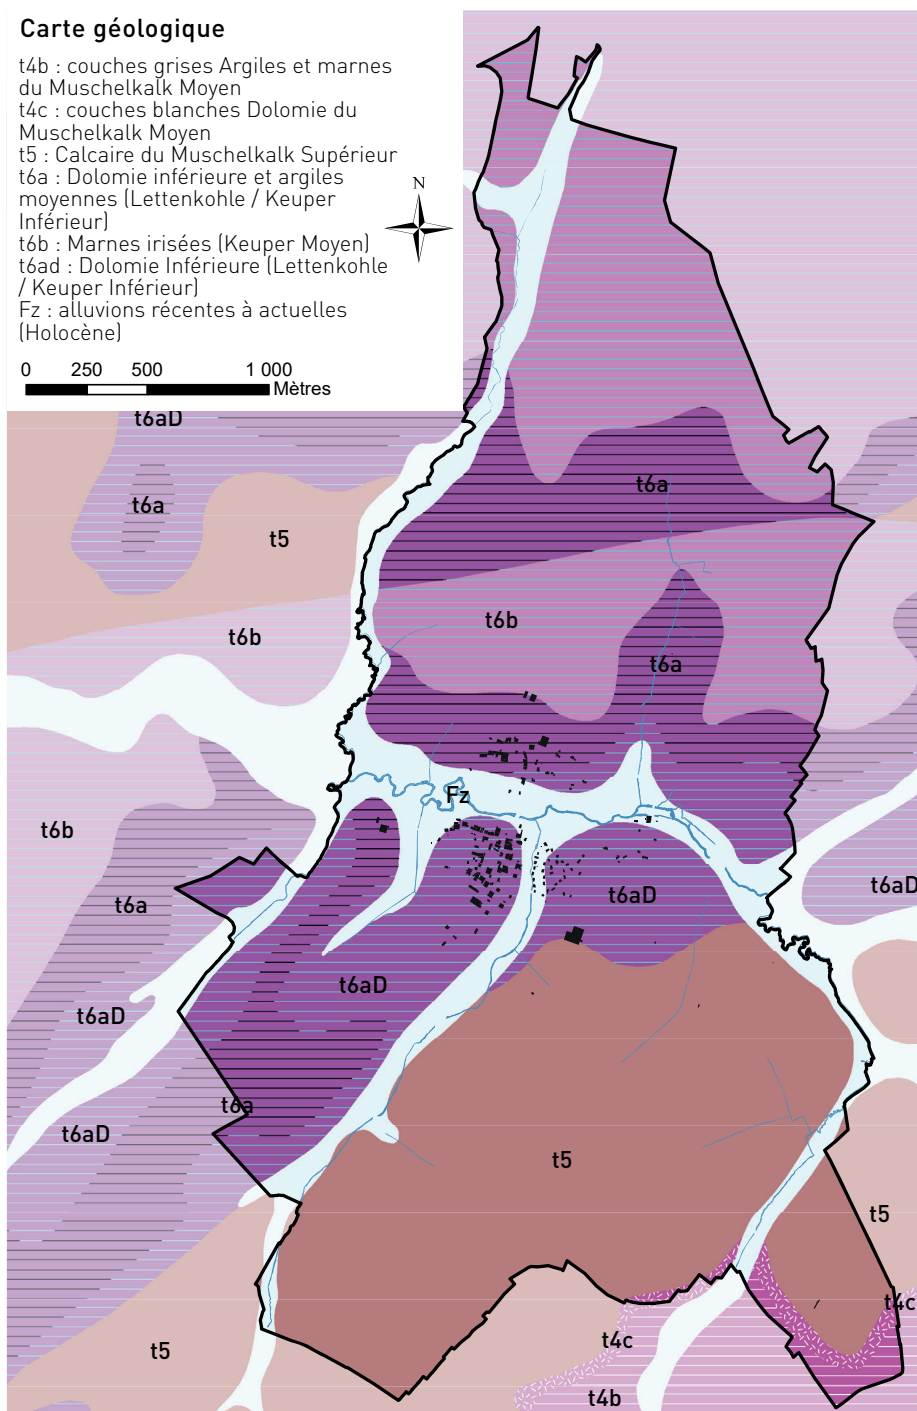 Carte géologique
t4b : couches grises Argiles et marnes
du Muschelkalk Moyen
t4c : couches blanches Dolomie du
Muschelkalk Moyen
t5 : Calcaire du Muschelkalk Supérieur
t6a : Dolomie inférieure et argiles
moyennes (Lettenkohle / Keuper
Inférieur)
t6b : Marnes irisées (Keuper Moyen)
t6ad : Dolomie Inférieure (Lettenkohle
/ Keuper Inférieur)
Fz : alluvions récentes à actuelles
(Holocène)
N
0 250 500 1 000
Mètres
t6aD
t6a
t6a
t5
t6b
t6b
t6a
Fz
t6b
t6aD
t6aD
t6a
t6aD
t6aD
t6a
t6aD
t5
t5
t4c
t4c
t5
t4b